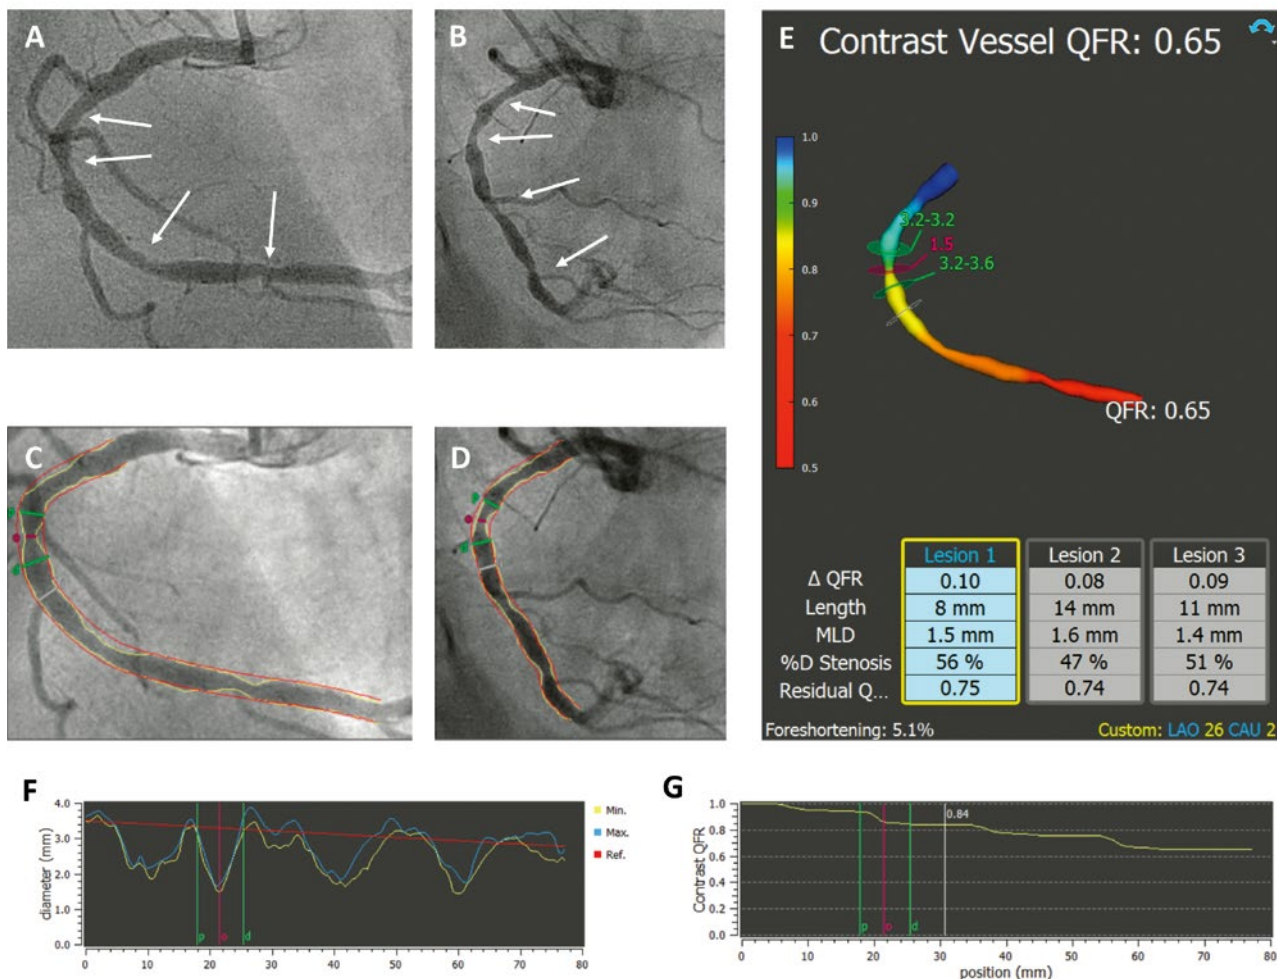 A
B
E Contrast Vessel QFR: 0.65
1.0
0.9
0.8
0.7
0.6
0.5
3.2-3.2
1.5
3.2-3.6
QFR: 0.65
C
D
Lesion 1 Lesion 2 Lesion 3
Δ QFR 0.10 0.08 0.09
Length 8 mm 14 mm 11 mm
MLD 1.5 mm 1.6 mm 1.4 mm
%D Stenosis 56 % 47 % 51 %
Residual Q... 0.75 0.74 0.74
Foreshortening: 5.1% Custom: LAO 26 CAU 2
F
diameter (mm)
4.0
3.0
2.0
1.0
0.0
p o d
0 10 20 30 40 50 60 70 80
Min.
Max.
Ref.
G
Contrast QFR
1.0
0.8
0.6
0.4
0.2
0.0
0.84
p o d
0 10 20 30 40 50 60 70 80
position (mm)